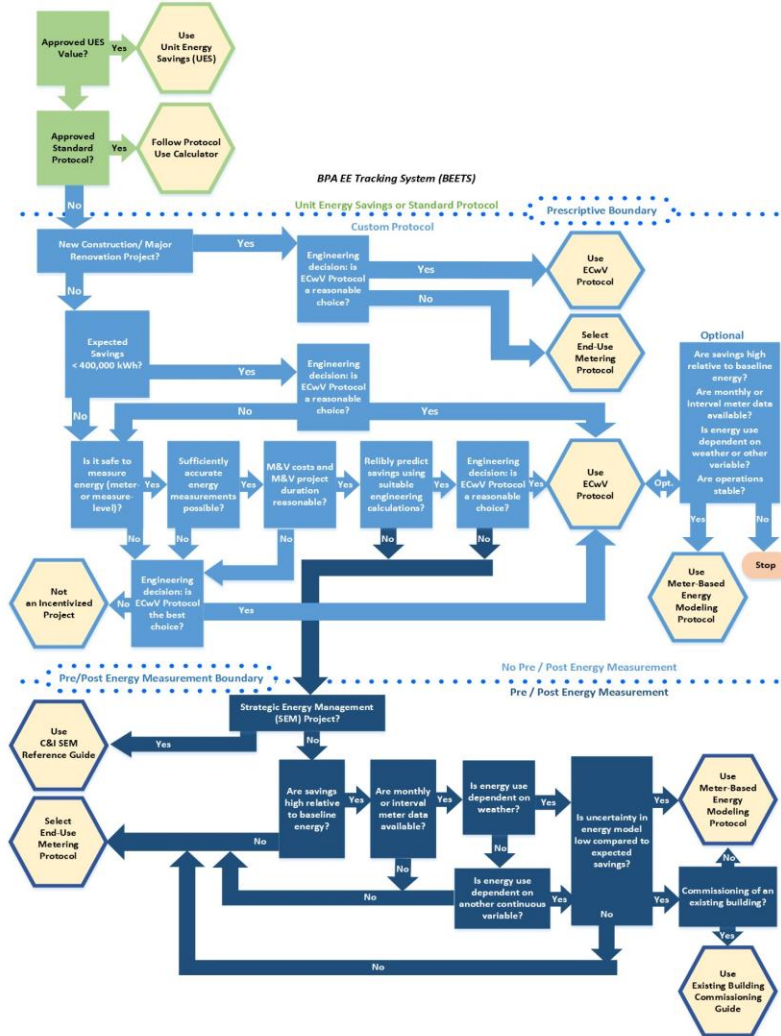 Approved UES
Value?
Yes
Use
Unit Energy
Savings (UES)
Approved
Standard
Protocol?
Yes
Follow Protocol
Use Calculator
No
BPA EE Tracking System (BEETS)
Unit Energy Savings or Standard Protocol
Prescriptive Boundary
Custom Protocol
New Construction/ Major
Renovation Project?
Yes
Engineering
decision: is
ECwV Protocol
a reasonable
choice?
Yes
No
Use
ECwV
Protocol
Select
End-Use
Metering
Protocol
No
Expected
Savings
< 400,000 kWh?
Yes
Engineering
decision: is
ECwV Protocol
a reasonable
choice?
No
Yes
No
Optional
Are savings high
relative to baseline
energy?
Are monthly or
interval meter data
available?
Is energy use
dependent on
weather or other
variable?
Are operations
stable?
Is it safe to
measure energy
(meter- or measure-
level)?
Yes
Sufficiently
accurate
energy
measurements
possible?
Yes
M&V costs and
M&V project
duration
reasonable?
Yes
Relibly predict
savings using
suitable
engineering
calculations?
Yes
Engineering
decision: is
ECwV Protocol
a reasonable
choice?
Yes
Use
ECwV
Protocol
Opt.
Yes
No
Use
Meter-Based
Energy
Modeling
Protocol
Stop
No
No
No
No
No
Not
an Incentivized
Project
No
Engineering
decision: is
ECwV Protocol
the best
choice?
Yes
No Pre / Post Energy Measurement
Pre/Post Energy Measurement Boundary
Pre / Post Energy Measurement
Strategic Energy Management
(SEM) Project?
Use
C&I SEM
Reference Guide
Yes
No
Are savings
high relative
to baseline
energy?
Yes
Are monthly
or interval
meter data
available?
Yes
Is energy use
dependent on
weather?
Yes
Is uncertainty in
energy model
low compared to
expected
savings?
Yes
Use
Meter-Based
Energy
Modeling
Protocol
Select
End-Use
Metering
Protocol
No
No
No
No
Is energy use
dependent on
another continuous
variable?
Yes
Yes
No
Commissioning of an
existing building?
No
No
Yes
Use
Existing Building
Commissioning
Guide